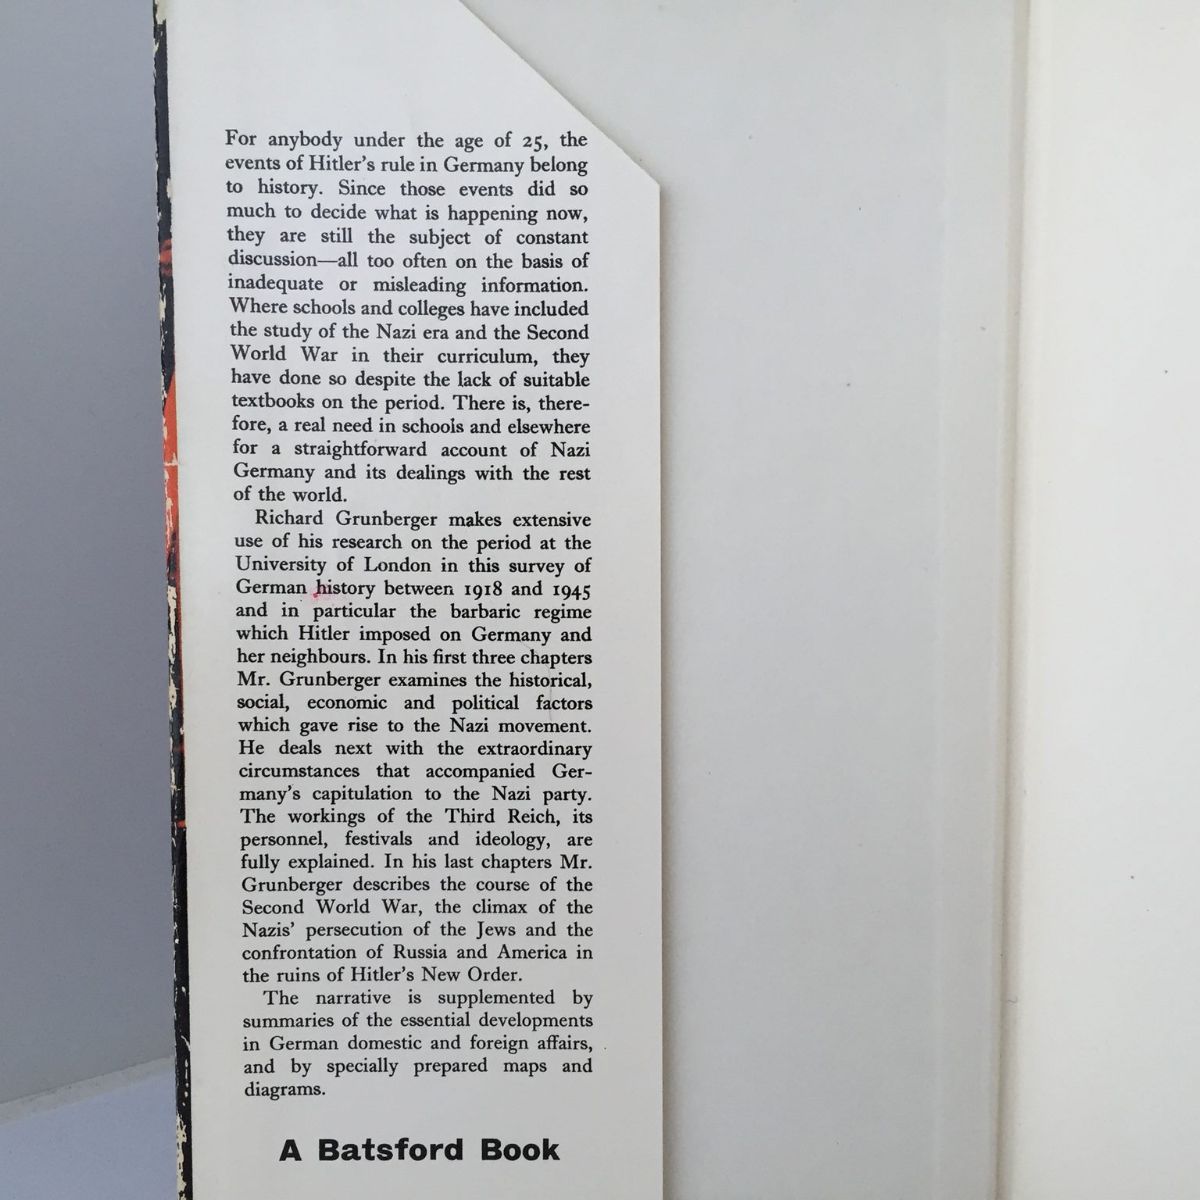 For anybody under the age of 25, the
events of Hitler's rule in Germany belong
to history. Since those events did so
much to decide what is happening now,
they are still the subject of constant
discussion—all too often on the basis of
inadequate or misleading information.
Where schools and colleges have included
the study of the Nazi era and the Second
World War in their curriculum, they
have done so despite the lack of suitable
textbooks on the period. There is, there-
fore, a real need in schools and elsewhere
for a straightforward account of Nazi
Germany and its dealings with the rest
of the world.
Richard Grunberger makes extensive
use of his research on the period at the
University of London in this survey of
German history between 1918 and 1945
and in particular the barbaric regime
which Hitler imposed on Germany and
her neighbours. In his first three chapters
Mr. Grunberger examines the historical,
social, economic and political factors
which gave rise to the Nazi movement.
He deals next with the extraordinary
circumstances that accompanied Ger-
many's capitulation to the Nazi party.
The workings of the Third Reich, its
personnel, festivals and ideology, are
fully explained. In his last chapters Mr.
Grunberger describes the course of the
Second World War, the climax of the
Nazis' persecution of the Jews and the
confrontation of Russia and America in
the ruins of Hitler's New Order.
The narrative is supplemented by
summaries of the essential developments
in German domestic and foreign affairs,
and by specially prepared maps and
diagrams.
A Batsford Book